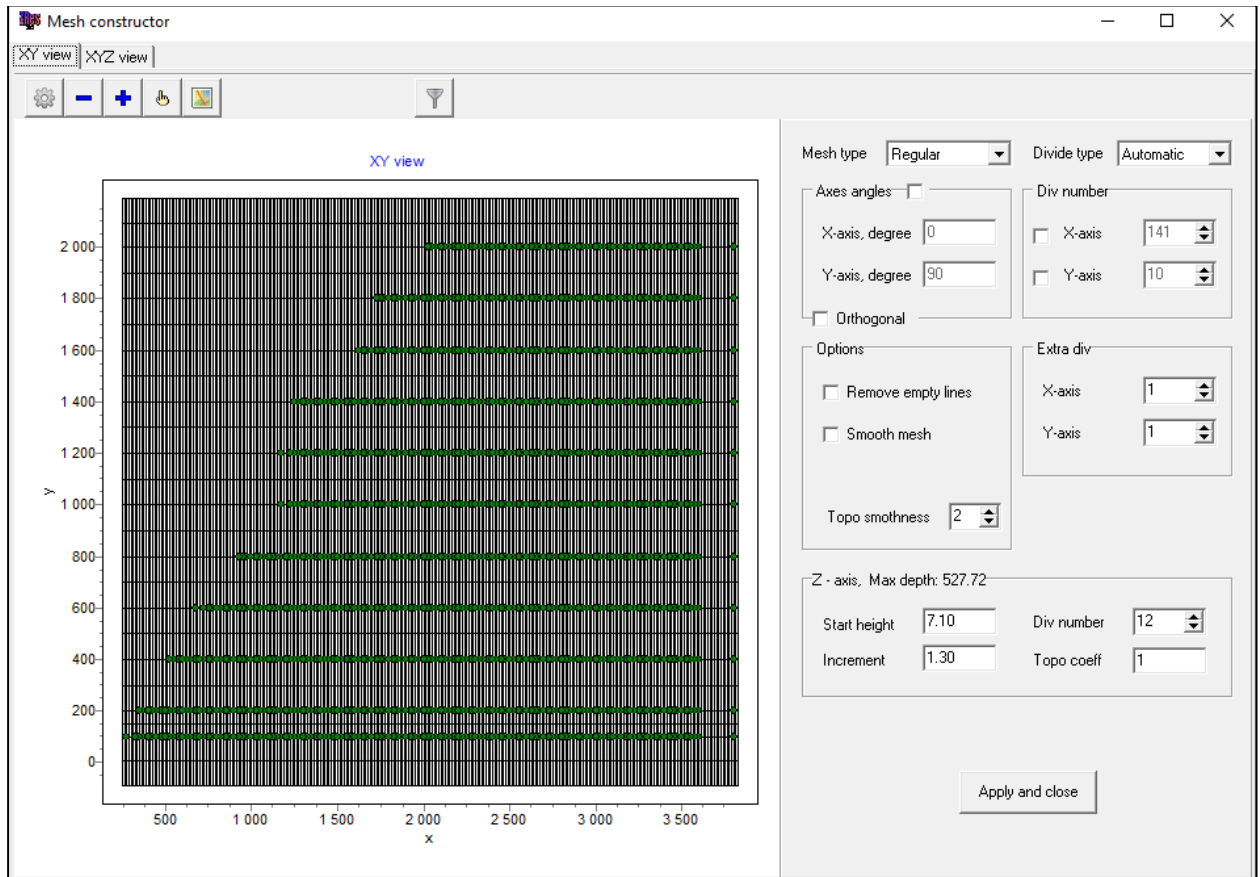 Mesh constructor
XY view XYZ view
XY view
2 000
1 800
1 600
1 400
1 200
1 000
800
600
400
200
0
y
500 1 000 1 500 2 000 2 500 3 000 3 500
x
Mesh type Regular Divide type Automatic
Axes angles Div number
X-axis, degree 0 X-axis 141
Y-axis, degree 90 Y-axis 10
Orthogonal
Options Extra div
Remove empty lines X-axis 1
Smooth mesh Y-axis 1
Topo smothness 2
Z - axis, Max depth: 527.72
Start height 7.10 Div number 12
Increment 1.30 Topo coeff 1
Apply and close